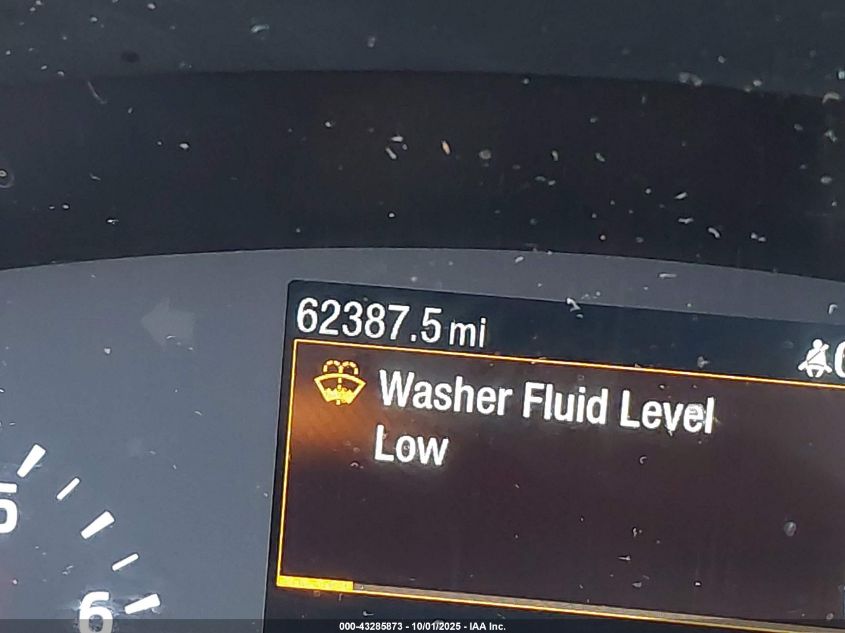 62387.5 mi
Washer Fluid Level
Low
5
6
000-43285873 - 10/01/2025 - IAA Inc.